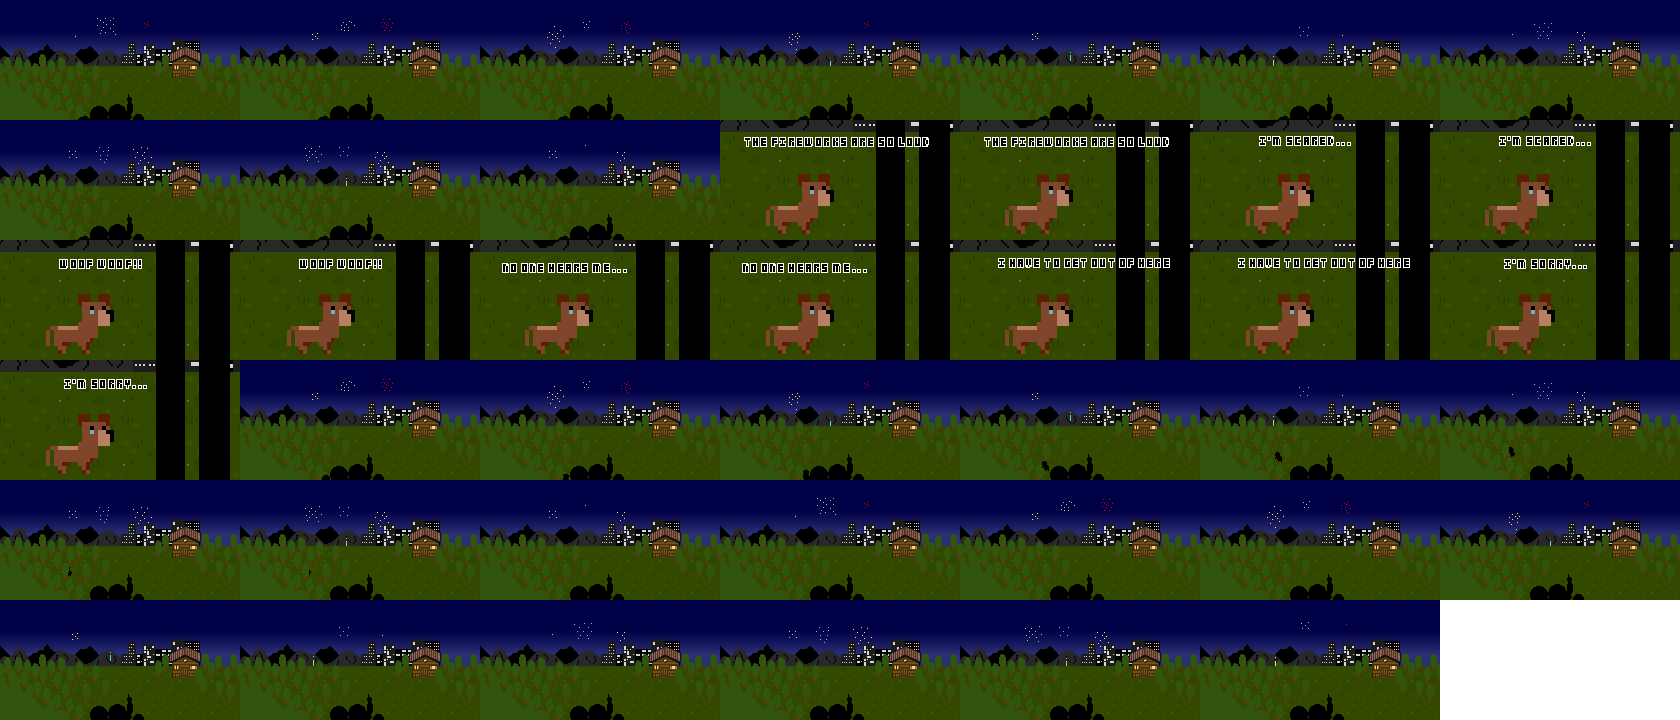 THE FIREWORKS ARE SO LOUD
THE FIREWORKS ARE SO LOUD
I'M SCARED...
I'M SCARED...
WOOF WOOF!!
WOOF WOOF!!
NO ONE HEARS ME...
NO ONE HEARS ME...
I HAVE TO GET OUT OF HERE
I HAVE TO GET OUT OF HERE
I'M SORRY...
I'M SORRY...